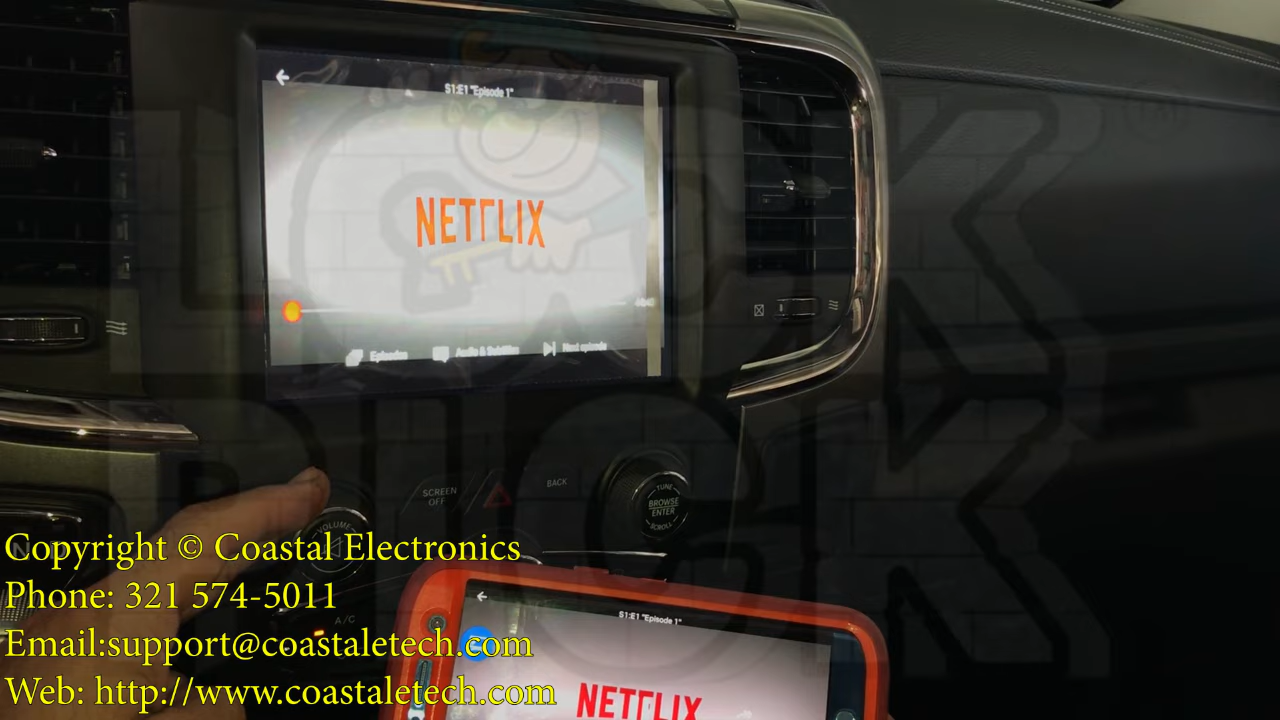 S1:E1 "Episode 1"
NETFLIX
Episodes
Audio & Subtitles
Next episode
SCREEN
OFF
BACK
TUNE
BROWSE
ENTER
SCROLL
VOLUME
A/C
Copyright © Coastal Electronics
Phone: 321 574-5011
Email:support@coastaletech.com
Web: http://www.coastaletech.com
S1:E1 "Episode 1"
NETFLIX